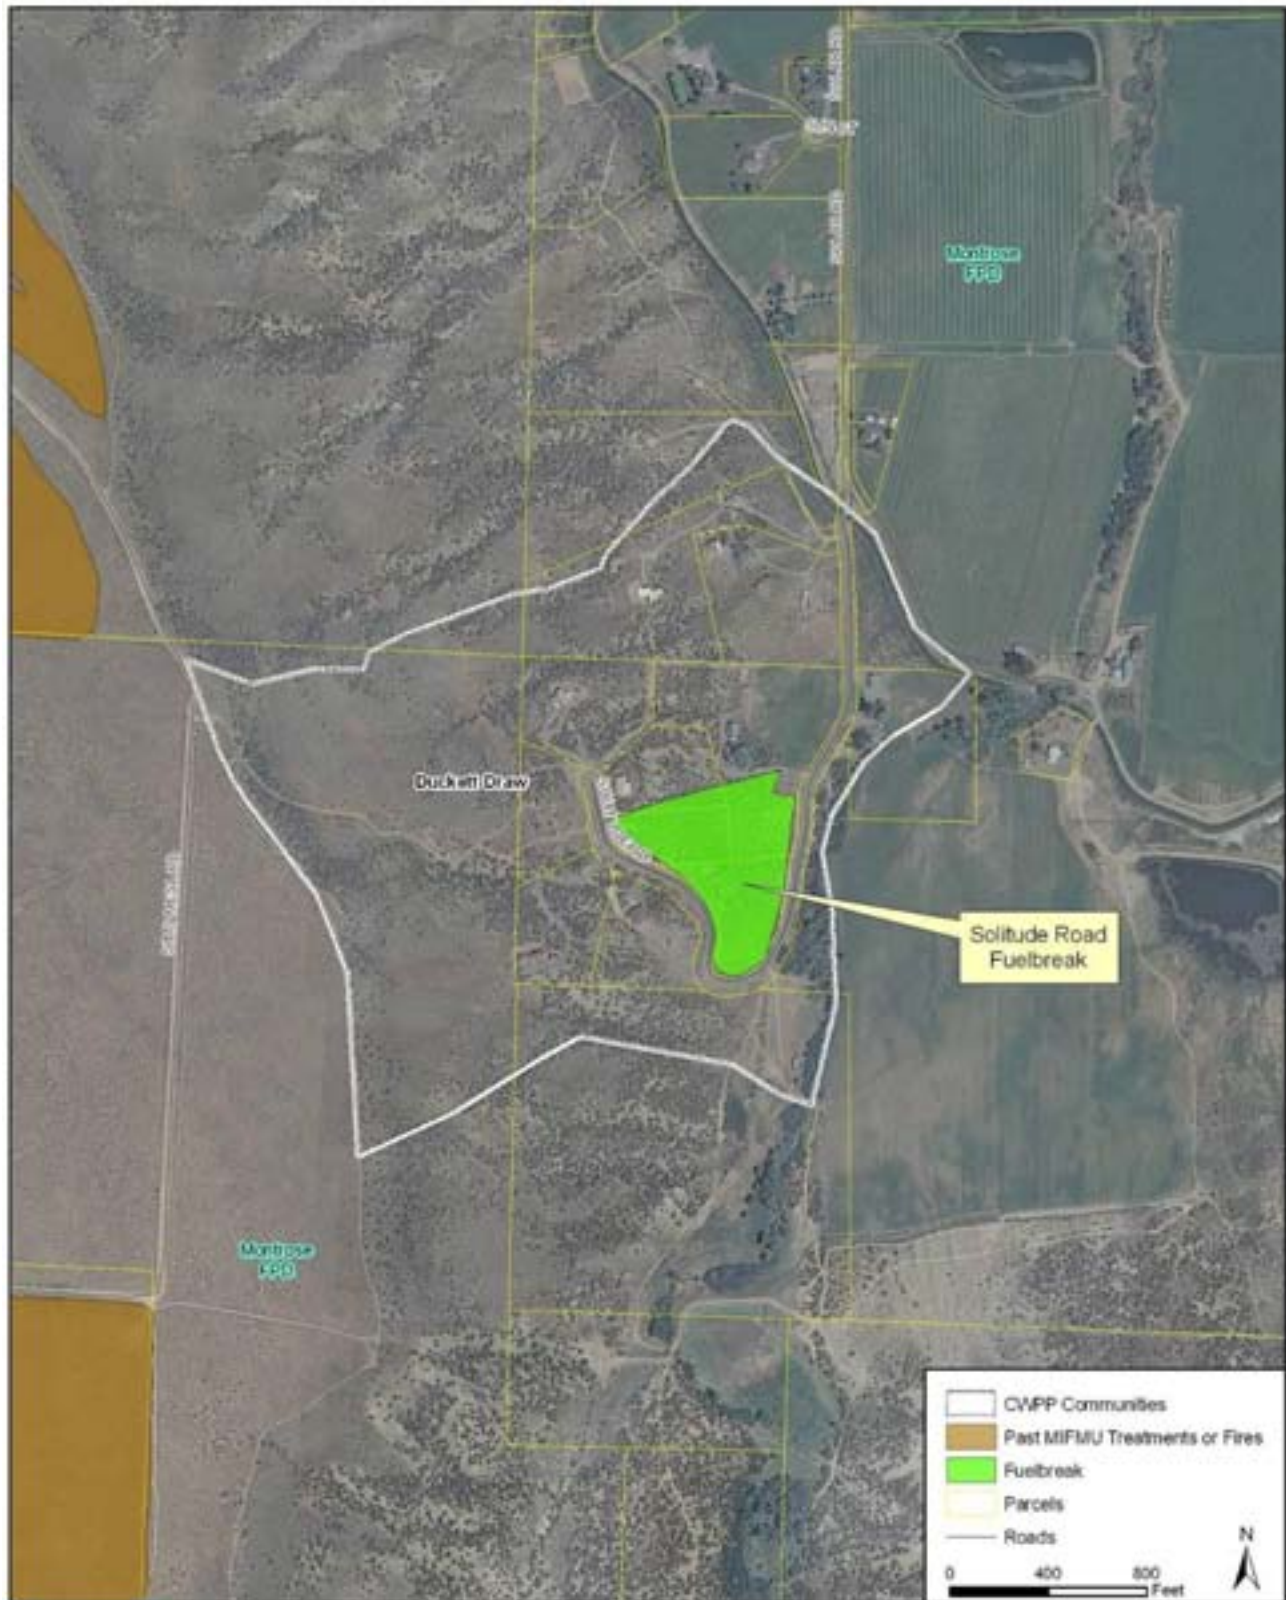 Montrose
FPD
Duckett Draw
Solitude Road
Fuelbreak
Montrose
FPD
CWPP Communities
Past MIFMU Treatments or Fires
Fuelbreak
Parcels
Roads
N
0 400 800
Feet